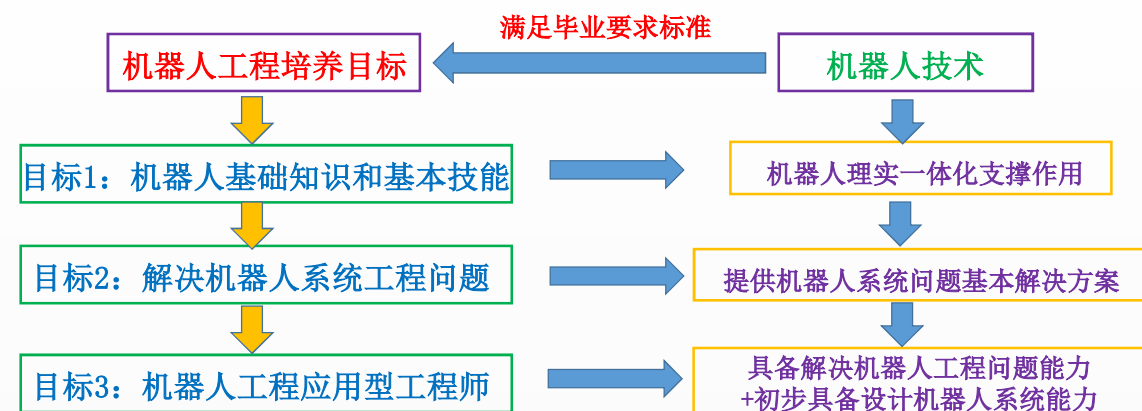 满足毕业要求标准
机器人工程培养目标
机器人技术
目标1：机器人基础知识和基本技能
机器人理实一体化支撑作用
目标2：解决机器人系统工程问题
提供机器人系统问题基本解决方案
目标3：机器人工程应用型工程师
具备解决机器人工程问题能力
+初步具备设计机器人系统能力